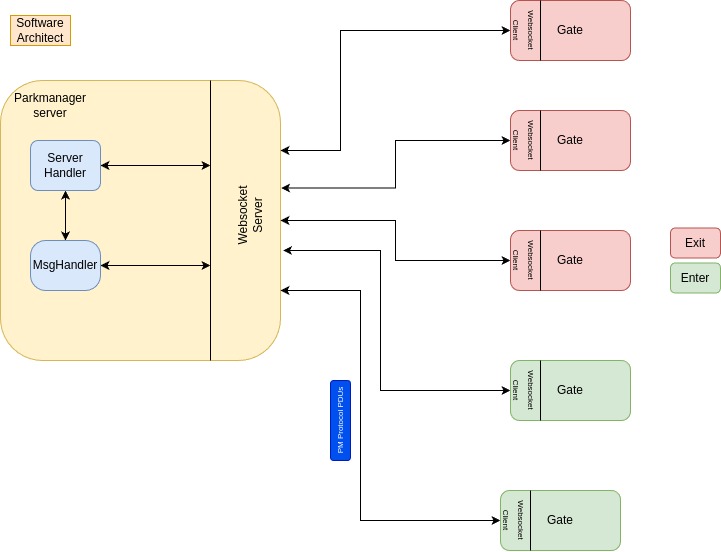 Software
Architect
Parkmanager
server
Server
Handler
MsgHandler
Websocket
Server
Websocket
Client
Gate
Websocket
Client
Gate
Websocket
Client
Gate
Exit
Enter
Websocket
Client
Gate
PM Protocol PDUs
Websocket
Client
Gate